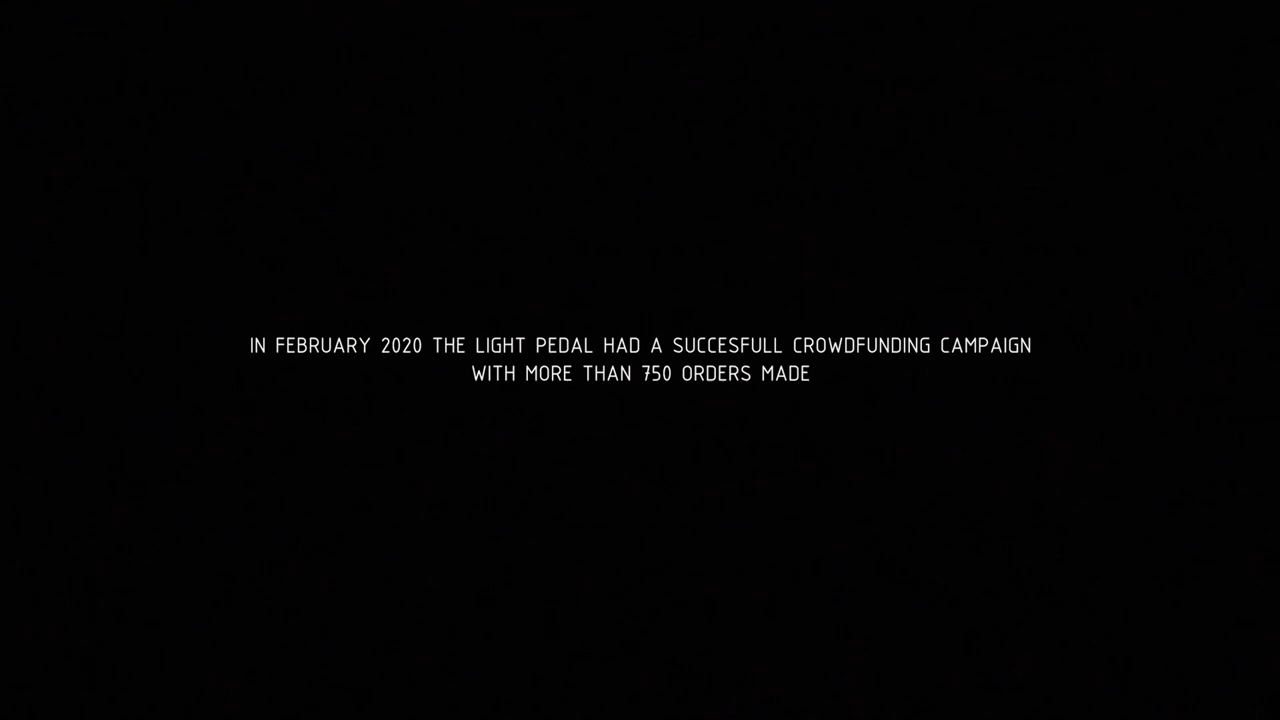 IN FEBRUARY 2020 THE LIGHT PEDAL HAD A SUCCESFULL CROWDFUNDING CAMPAIGN
WITH MORE THAN 750 ORDERS MADE